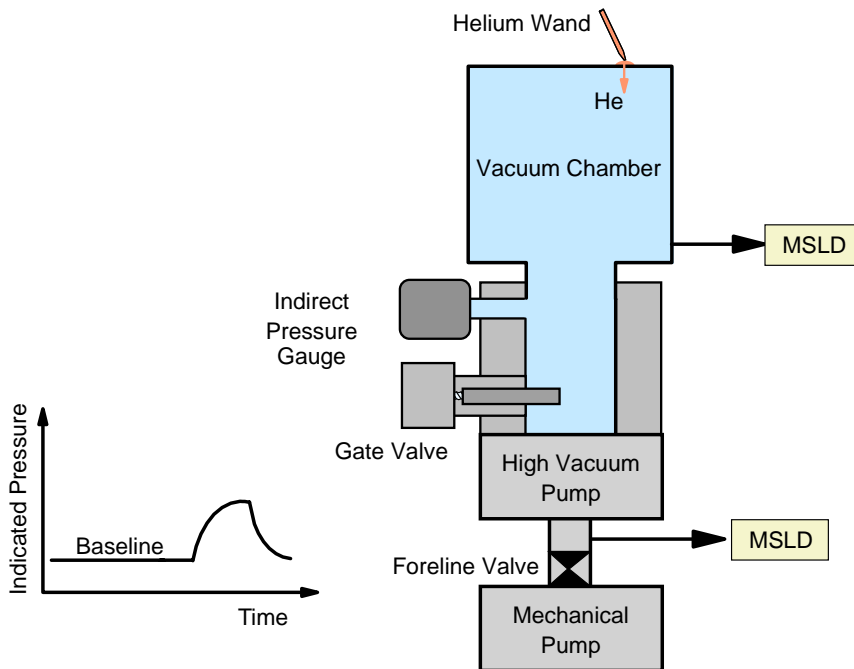 Helium Wand
He
Vacuum Chamber
MSLD
Indirect
Pressure
Gauge
Gate Valve
High Vacuum
Pump
Indicated Pressure
Baseline
Time
MSLD
Foreline Valve
Mechanical
Pump